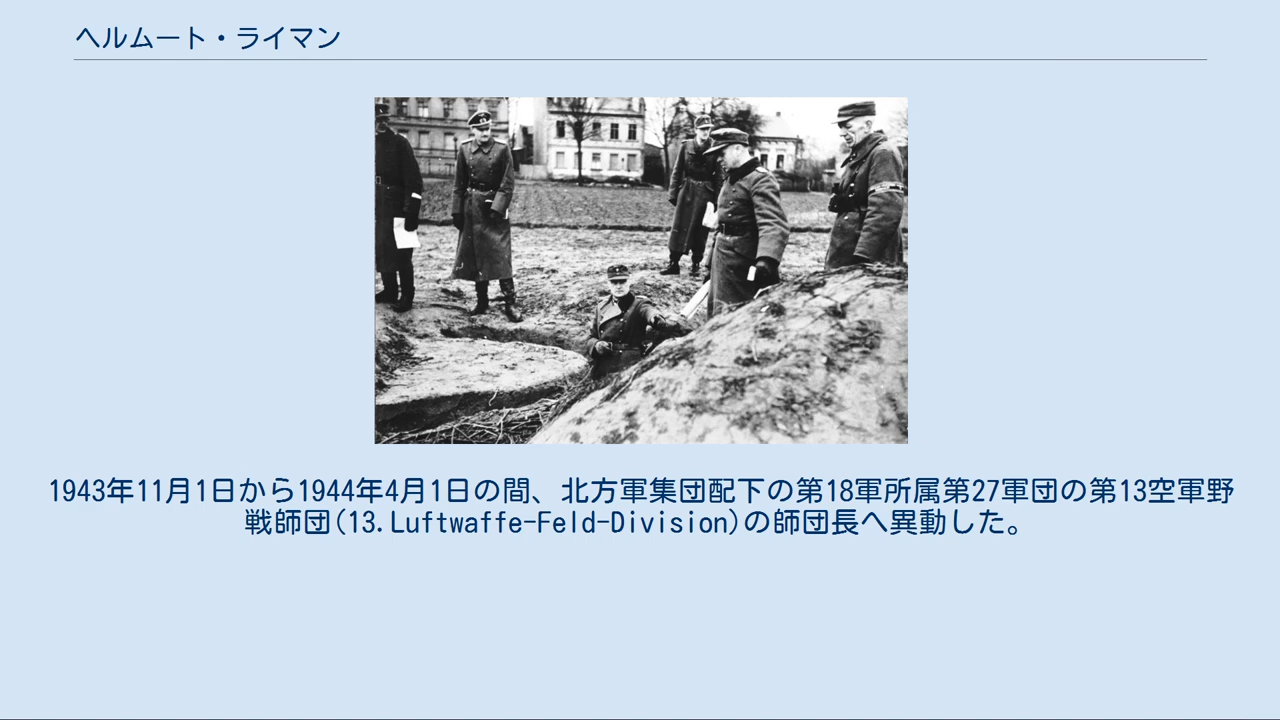 ヘルムート・ライマン
1943年11月1日から1944年4月1日の間、北方軍集団配下の第18軍所属第27軍団の第13空軍野
戦師団(13.Luftwaffe-Feld-Division)の師団長へ異動した。